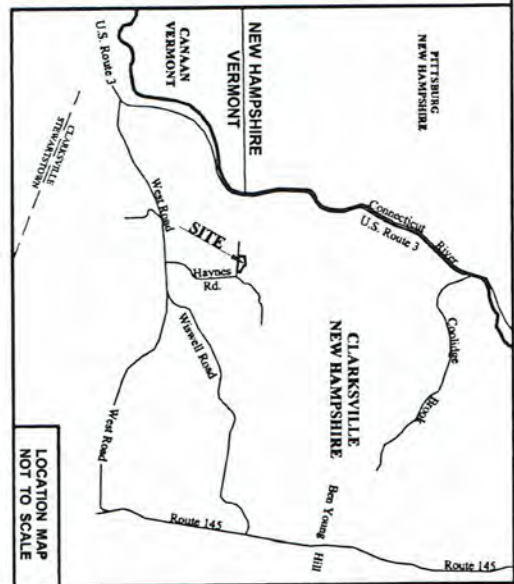 PITTSBURG
NEW HAMPSHIRE
CANAAN
VERMONT
NEW HAMPSHIRE
VERMONT
U.S. Route 3
Connecticut River
U.S. Route 3
CLARKSVILLE
STEWARTSTOWN
West Road
SITE
Haynes
Rd.
Wiswell Road
CLARKSVILLE
NEW HAMPSHIRE
Coolidge Brook
West Road
Ben Young Hill
Route 145
Route 145
LOCATION MAP
NOT TO SCALE